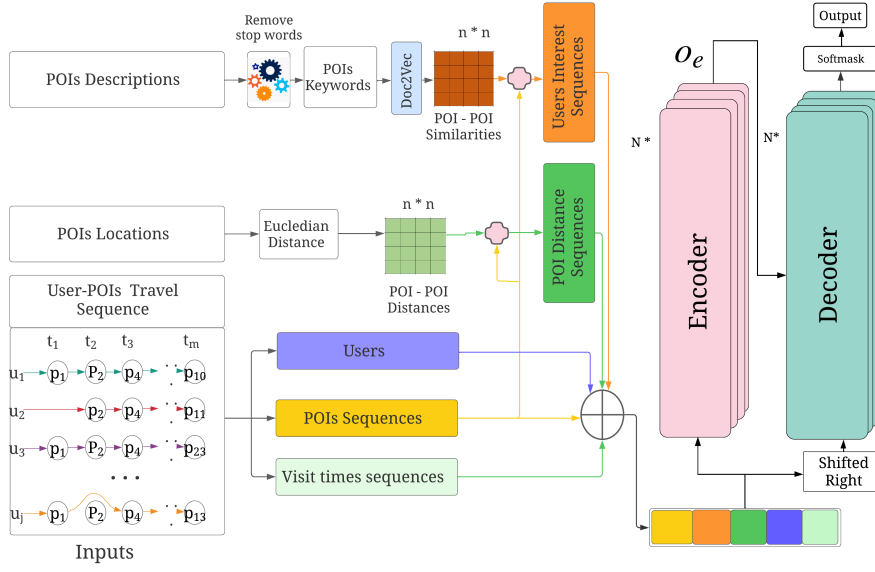 Remove
stop words
POIs Descriptions
POIs
Keywords
Doc2Vec
n * n
POI - POI
Similarities
Users Interest
Sequences
POIs Locations
Eucledian
Distance
n * n
POI - POI
Distances
POI Distance
Sequences
User-POIs Travel
Sequence
t1 t2 t3 tm
u1 p1 P2 p4 p10
u2 p2 p4 p11
u3 p1 P2 p4 p23
uj p1 P2 p4 p13
Inputs
Users
POIs Sequences
Visit times sequences
Oe
N *
Encoder
N*
Decoder
Output
Softmask
Shifted
Right